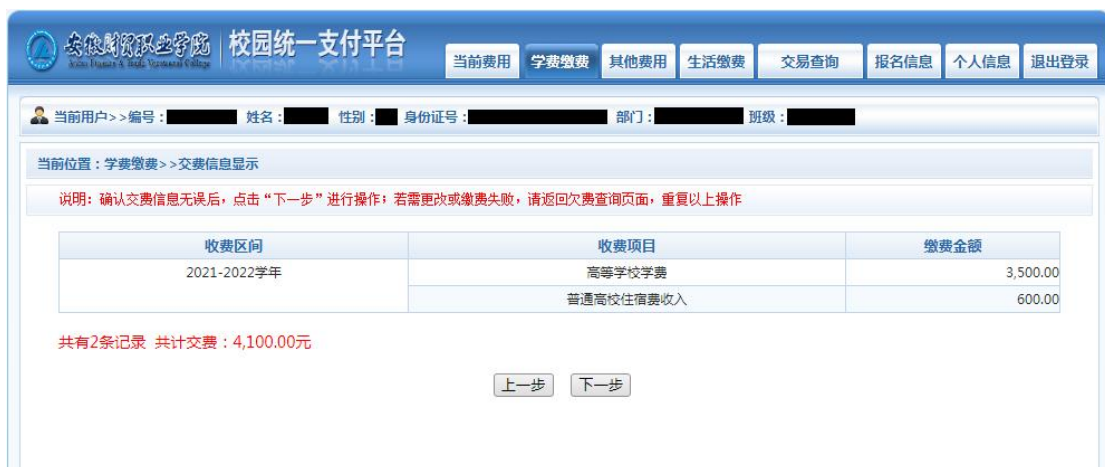 安徽财贸职业学院 校园统一支付平台
当前费用 学费缴费 其他费用 生活缴费 交易查询 报名信息 个人信息 退出登录
当前用户>>编号： 姓名： 性别： 身份证号： 部门： 班级：
当前位置：学费缴费>>交费信息显示
说明：确认交费信息无误后，点击“下一步”进行操作；若需更改或缴费失败，请返回欠费查询页面，重复以上操作
收费区间 收费项目 缴费金额
2021-2022学年 高等学校学费 3,500.00
普通高校住宿费收入 600.00
共有2条记录 共计交费：4,100.00元
上一步 下一步